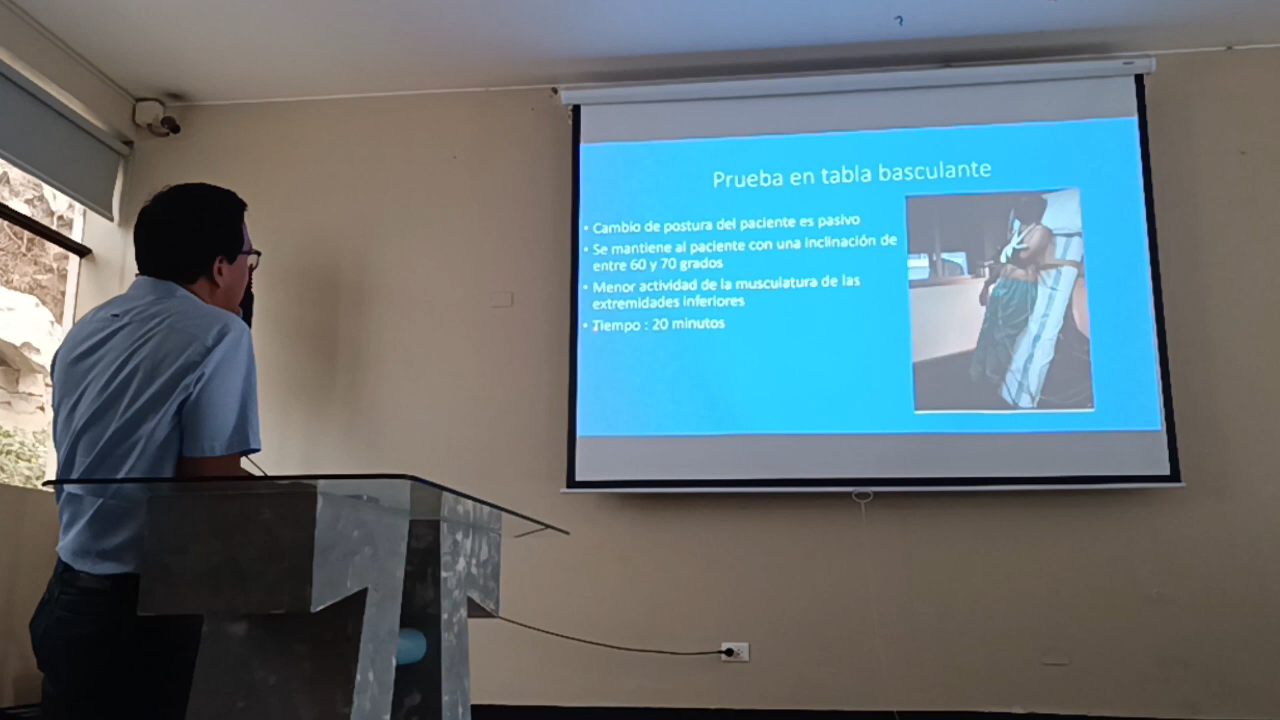 Prueba en tabla basculante
• Cambio de postura del paciente es pasivo
• Se mantiene al paciente con una inclinación de
entre 60 y 70 grados
• Menor actividad de la musculatura de las
extremidades inferiores
• Tiempo : 20 minutos